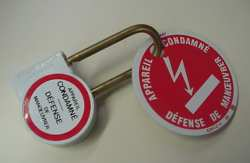 APPAREIL
CONDAMNÉ
DÉFENSE
DE
MANŒUVRER
APPAREIL CONDAMNÉ
DÉFENSE DE MANŒUVRER